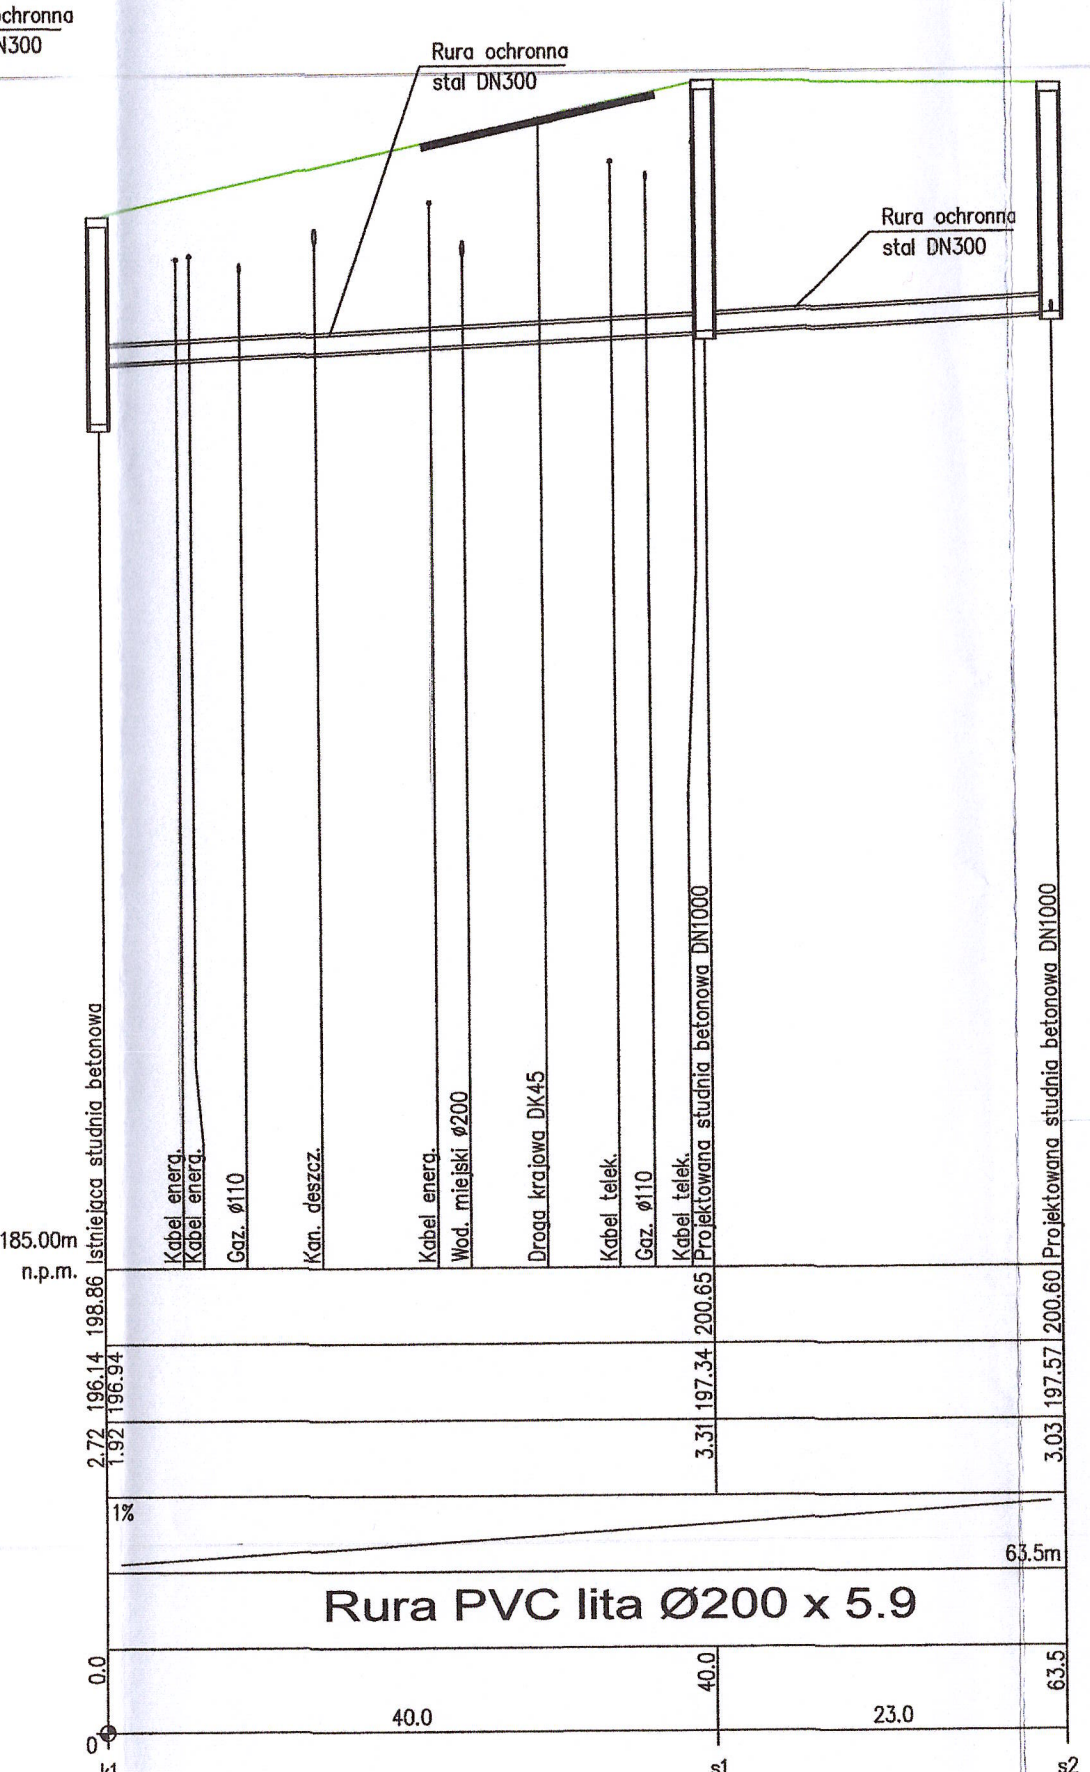 Rura ochronna
stal DN300
Rura ochronna
stal DN300
185.00m
n.p.m.
Istniejąca studnia betonowa
Kabel energ.
Kabel energ.
Gaz. ø110
Kan. deszcz.
Kabel energ.
Wod. miejski ø200
Droga krajowa DK45
Kabel telek.
Gaz. ø110
Kabel telek.
Projektowana studnia betonowa DN1000
Projektowana studnia betonowa DN1000
198.86
200.65
200.60
196.14
196.94
197.34
197.57
2.72
1.92
3.31
3.03
1%
63.5m
Rura PVC lita Ø200 x 5.9
0.0
40.0
63.5
40.0
23.0
0
k1
s1
s2